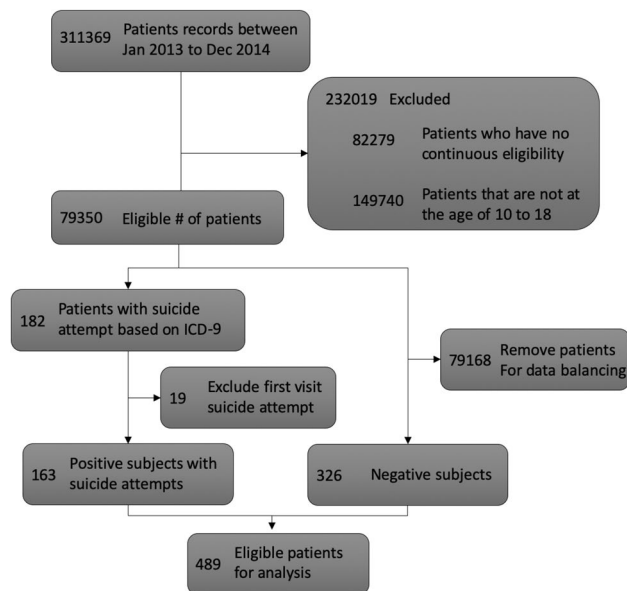 311369 Patients records between
Jan 2013 to Dec 2014
232019 Excluded
82279 Patients who have no
continuous eligibility
149740 Patients that are not at
the age of 10 to 18
79350 Eligible # of patients
182 Patients with suicide
attempt based on ICD-9
79168 Remove patients
For data balancing
19 Exclude first visit
suicide attempt
163 Positive subjects with
suicide attempts
326 Negative subjects
489 Eligible patients
for analysis